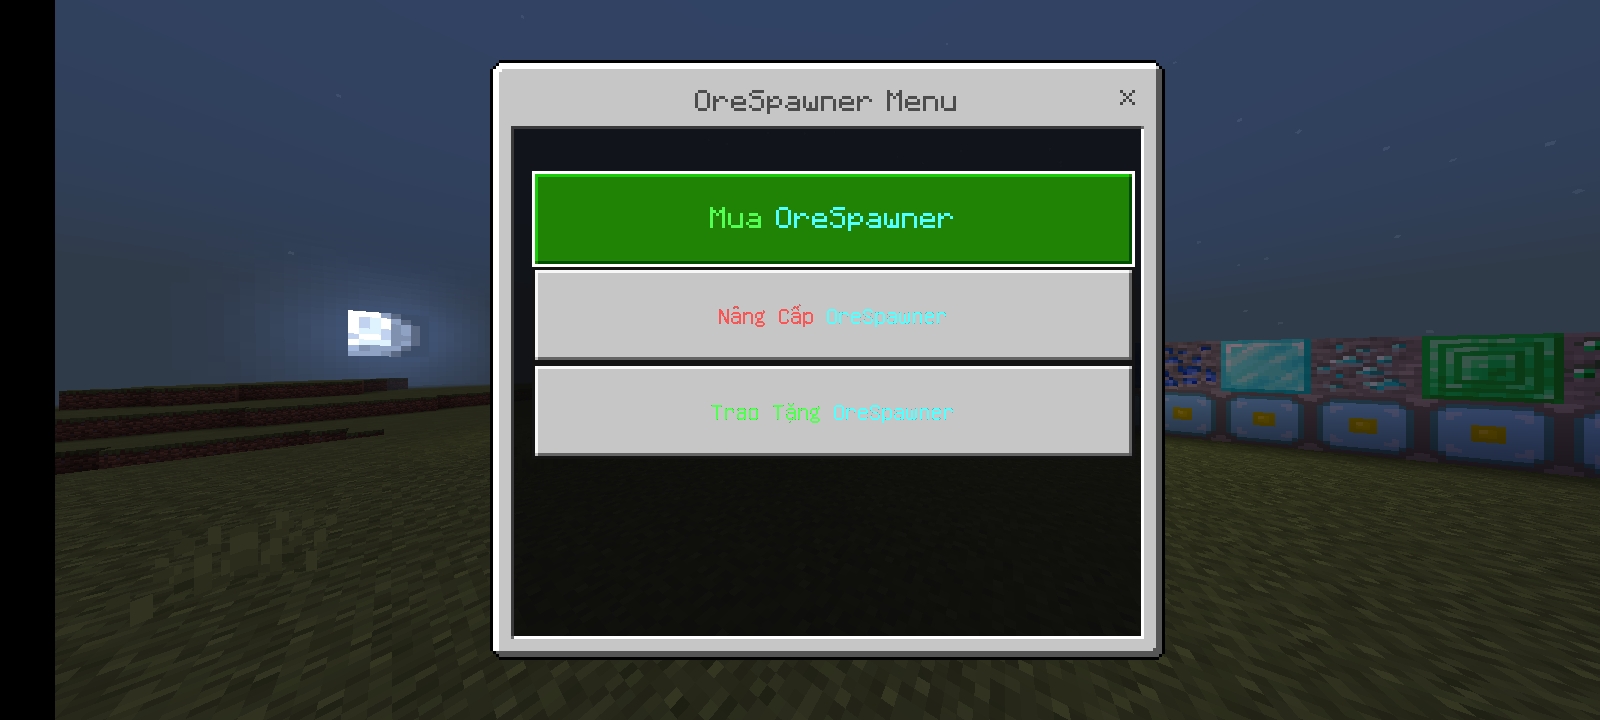 OreSpawner Menu
Mua OreSpawner
Nâng Cấp OreSpawner
Trao Tặng OreSpawner